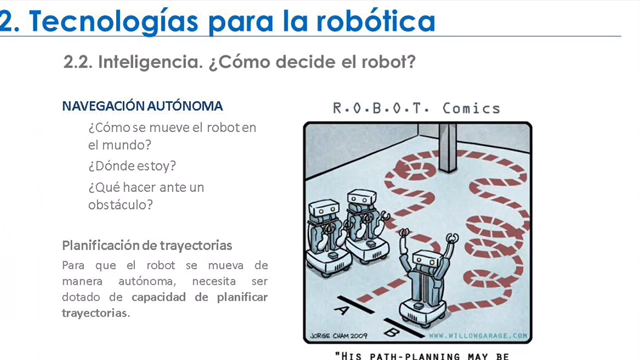 2. Tecnologías para la robótica
2.2. Inteligencia. ¿Cómo decide el robot?
NAVEGACIÓN AUTÓNOMA
¿Cómo se mueve el robot en
el mundo?
¿Dónde estoy?
¿Qué hacer ante un
obstáculo?
Planificación de trayectorias
Para que el robot se mueva de
manera autónoma, necesita ser
dotado de capacidad de planificar
trayectorias.
R.O.B.O.T. Comics
A
B
JORGE CHAM 2009
WWW.WILLOWGARAGE.COM
"HIS PATH-PLANNING MAY BE